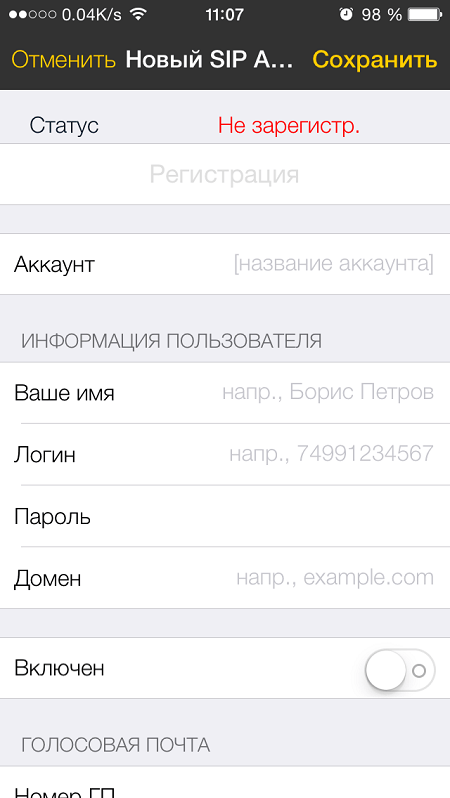 0.04K/s 11:07 98 %
Отменить Новый SIP А... Сохранить
Статус Не зарегистр.
Регистрация
Аккаунт [название аккаунта]
ИНФОРМАЦИЯ ПОЛЬЗОВАТЕЛЯ
Ваше имя напр., Борис Петров
Логин напр., 74991234567
Пароль
Домен напр., example.com
Включен
ГОЛОСОВАЯ ПОЧТА
Номер ГП